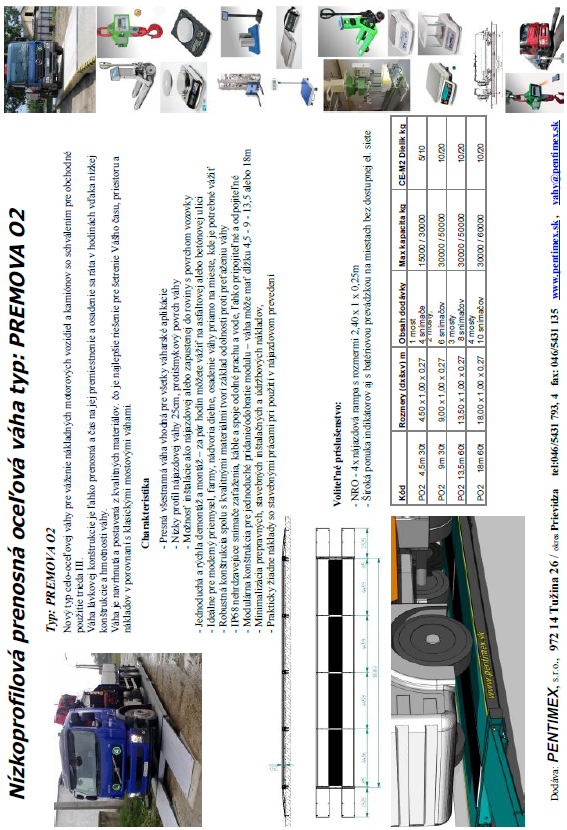 Nízkoprofilová prenosná oceľová váha typ: PREMOVA O2
Typ: PREMOVA O2
Nový typ celo-oceľovej váhy pre váženie nákladných motorových vozidiel a kamiónov so schválením pre obchodné
použitie trieda III.
Váha lavkovej konštrukcie je ľahko prenosná a čas na jej premiestnenie a osadenie sa ráta v hodinách vďaka nízkej
konštrukcie a hmotnosti váhy.
Váha je navrhnutá a postavená z kvalitných materiálov, čo je najlepšie riešenie pre šetrenie Vášho času, priestoru a
nákladov v porovnaní s klasickými mostovými váhami.
Charakteristika
- Presná všestranná váha vhodná pre všetky váharské aplikácie
- Nízky profil nájazdovej váhy 25cm, protišmykový povrch váhy
- Možnosť inštalácie ako nájazdovej alebo zapustenej do roviny s povrchom vozovky
- Jednoduchá a rýchla demontáž a montáž – za pár hodín môžete vážiť na asfaltovej alebo betónovej ulici
- Ideálne pre moderný priemysel, farmy, nádvoria dielne, osadenie váhy priamo na mieste, kde je potrebné vážiť
- Robustná konštrukcia spolu s kvalitnými materiálmi tvorí základ odolnosti proti preťaženiu váhy
- IP68 nehrdzavejúce snímače zaťaženia, káble a spoje odolné prachu a vode, ľahko pripojiteľné a odpojiteľné
- Modulárna konštrukcia pre jednoduché pridanie/odobratie modulu – váha môže mať dĺžku 4,5 - 9 - 13,5 alebo 18m
- Minimalizácia prepravných, stavebných inštalačných a údržbových nákladov,
- Prakticky žiadne náklady so stavebnými prácami pri použití v nájazdovom prevedení
Voliteľné príslušenstvo:
- NRO - 4x nájazdová rampa s rozmermi 2,40 x 1 x 0,25m
- Široká ponuka indikátorov aj s batériovou prevádzkou na miestach bez dostupnej el. siete
Kód Rozmery (dxšxv) m Obsah dodávky Max kapacita kg CE-M2 Dielik kg
1 most
PO2 4,5m 30t 4,50 x 1,00 x 0,27 4 snímače 15000 / 30000 5/10
2 mosty,
PO2 9m 30t 9,00 x 1,00 x 0,27 6 snímačov 30000 / 50000 10/20
3 mosty
PO2 13,5m 60t 13,50 x 1,00 x 0,27 8 snímačov 30000 / 50000 10/20
4 mosty
PO2 18m 60t 18,00 x 1,00 x 0,27 10 snímačov 30000 / 60000 10/20
www.pentimex.sk
Dodáva: PENTIMEX, s.r.o., 972 14 Tužina 26 / okres Prievidza tel:046/5431 793, 4 fax: 046/5431 135 www.pentimex.sk , vahy@pentimex.sk